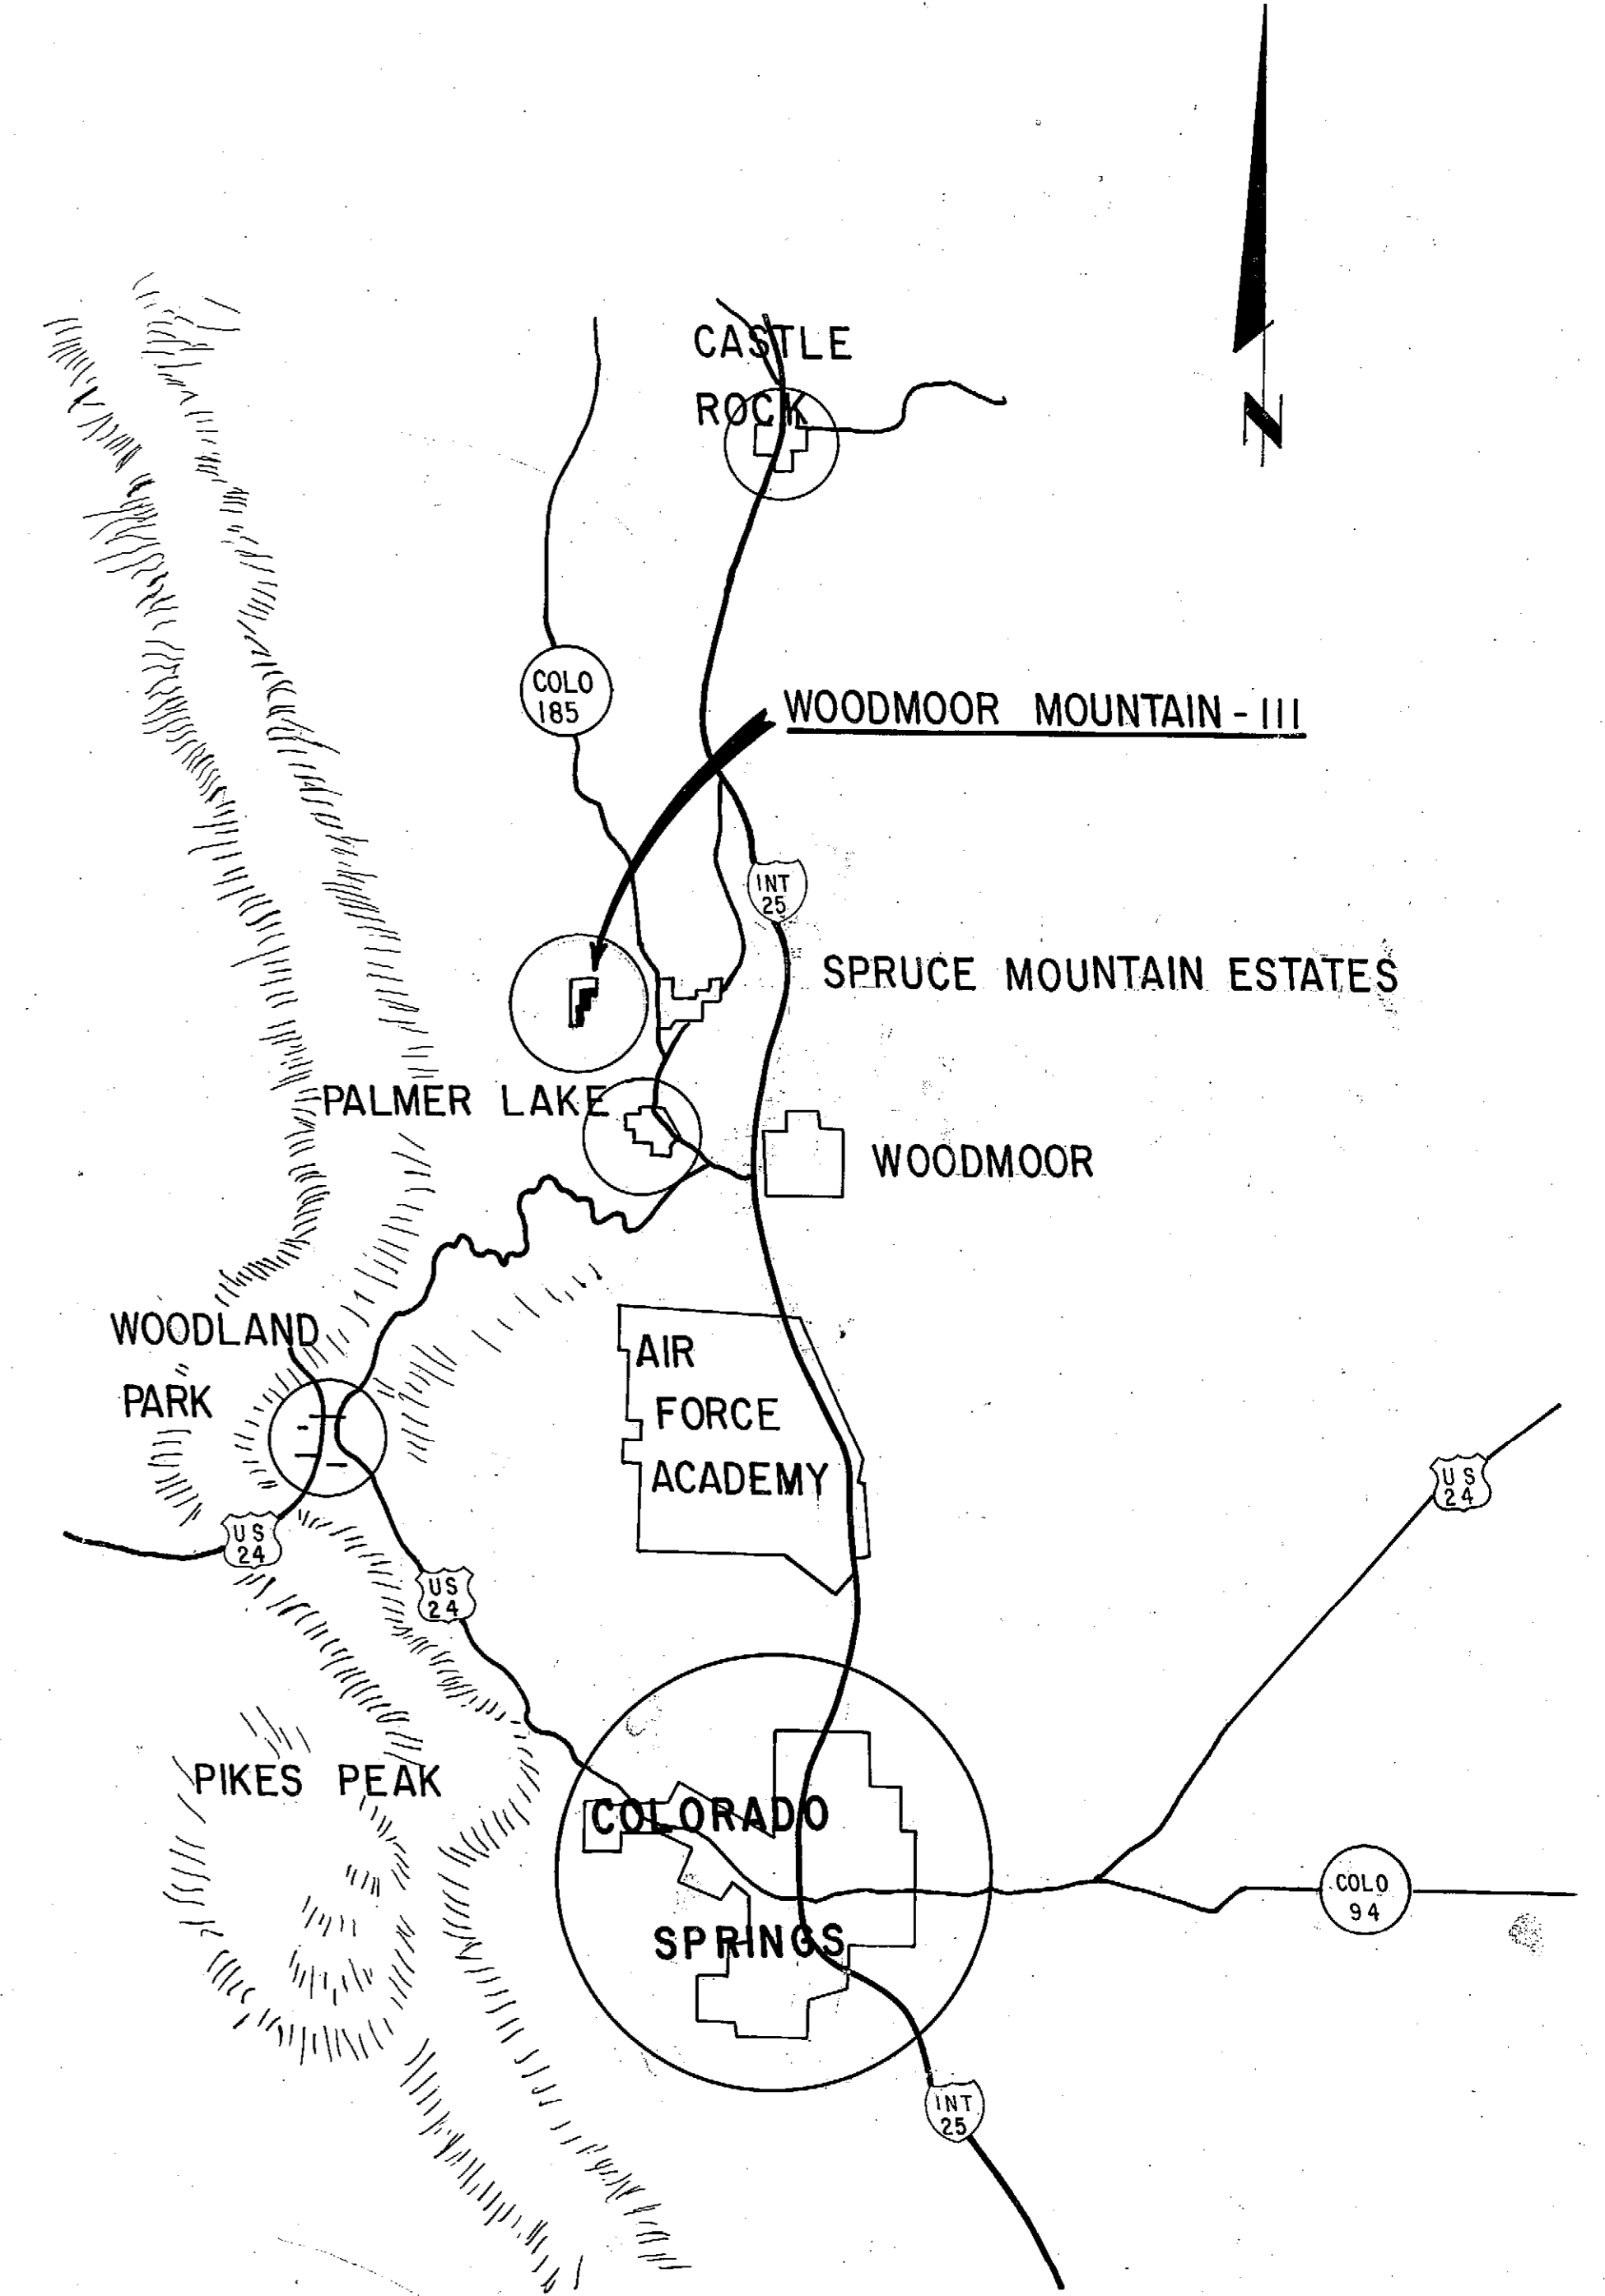 N
CASTLE
ROCK
COLO
185
WOODMOOR MOUNTAIN - III
INT
25
SPRUCE MOUNTAIN ESTATES
PALMER LAKE
WOODMOOR
WOODLAND
PARK
AIR
FORCE
ACADEMY
US
24
US
24
US
24
PIKES PEAK
COLORADO
SPRINGS
COLO
94
INT
25